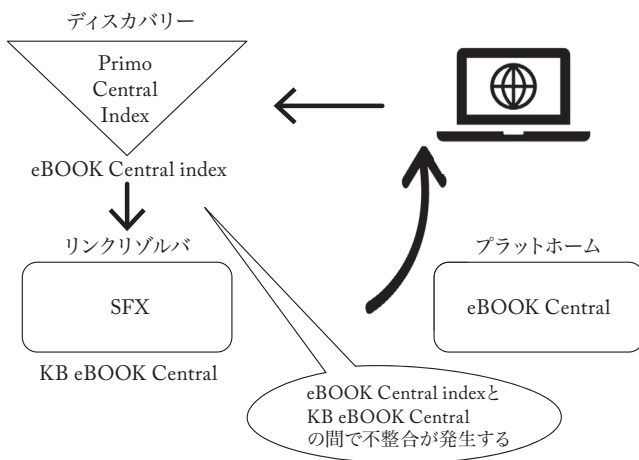 ディスカバリー
Primo
Central
Index
eBOOK Central index
リンクリゾルバ
SFX
KB eBOOK Central
プラットホーム
eBOOK Central
eBOOK Central indexと
KB eBOOK Central
の間で不整合が発生する